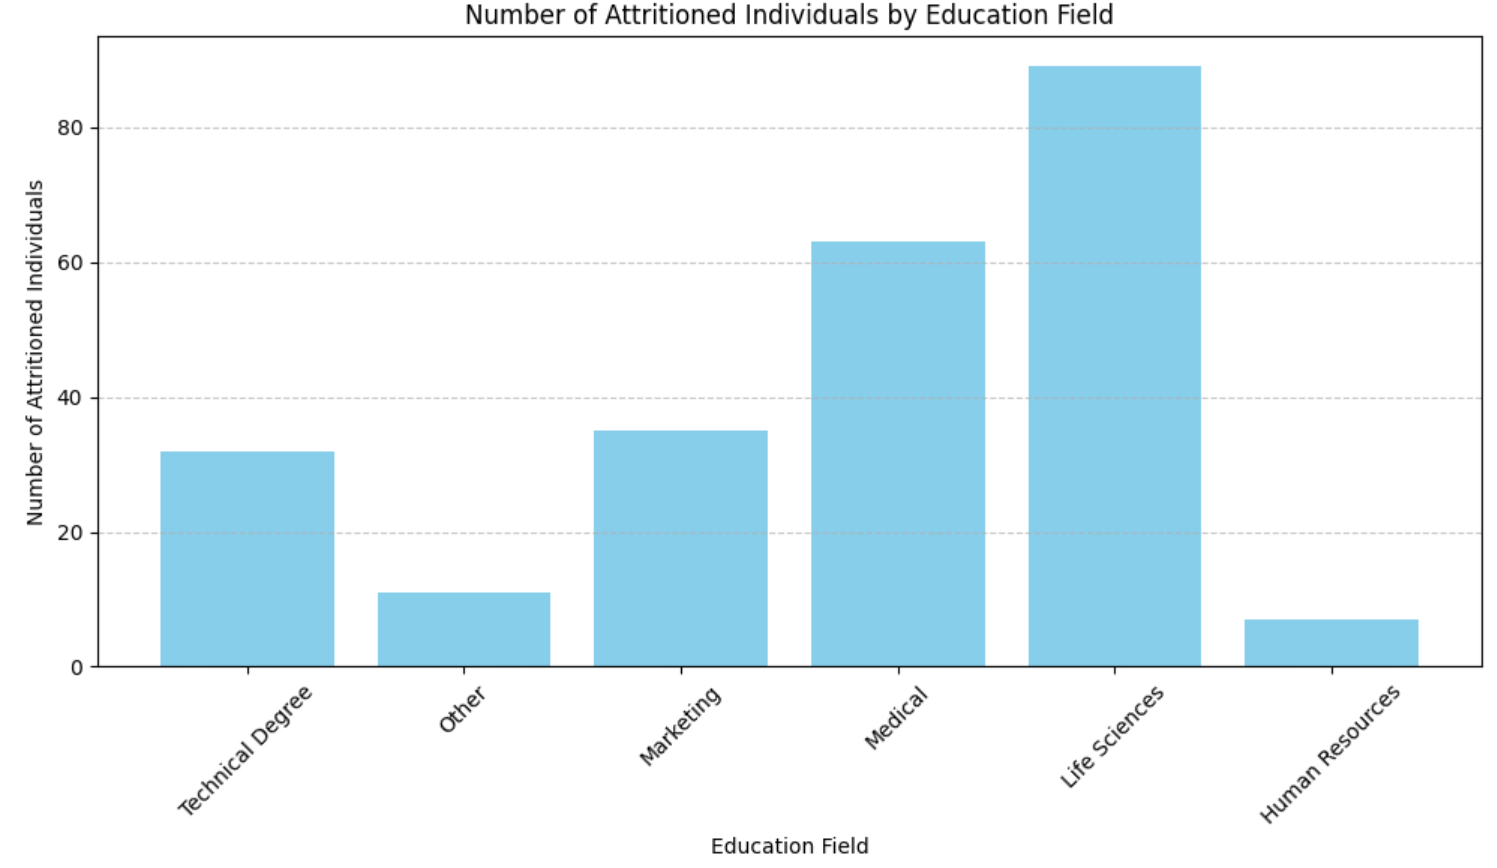 Number of Attritioned Individuals by Education Field
Number of Attritioned Individuals
80
60
40
20
0
Technical Degree
Other
Marketing
Medical
Life Sciences
Human Resources
Education Field